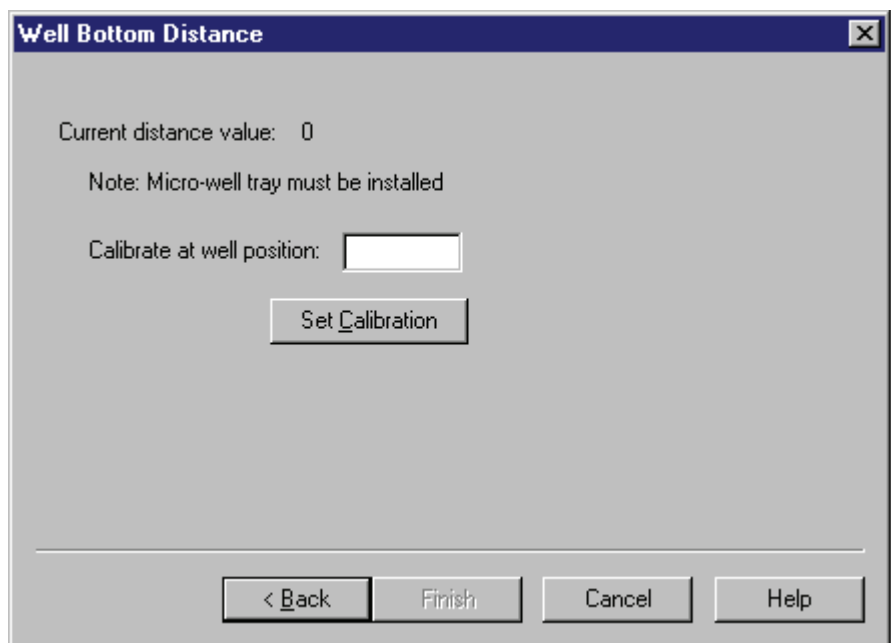 Well Bottom Distance
Current distance value: 0
Note: Micro-well tray must be installed
Calibrate at well position:
Set Calibration
< Back Finish Cancel Help